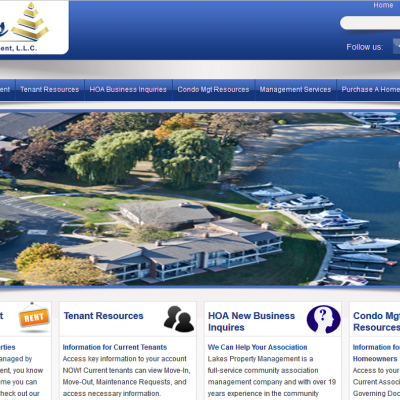 Home
ent, L.L.C.
Follow us:
ent
Tenant Resources
HOA Business Inquiries
Condo Mgt Resources
Management Services
Purchase A Home
t
RENT
rties
anaged by
ent, you know
me you can
check out our
Tenant Resources
Information for Current Tenants
Access key information to your account
NOW! Current tenants can view Move-In,
Move-Out, Maintenance Requests, and
access necessary information.
HOA New Business
Inquires
We Can Help Your Association
Lakes Property Management is a
full-service community association
management company and with over 19
years experience in the community
Condo Mgt
Resources
Information fo
Homeowners
Access to your
Current Associ
Governing Doc